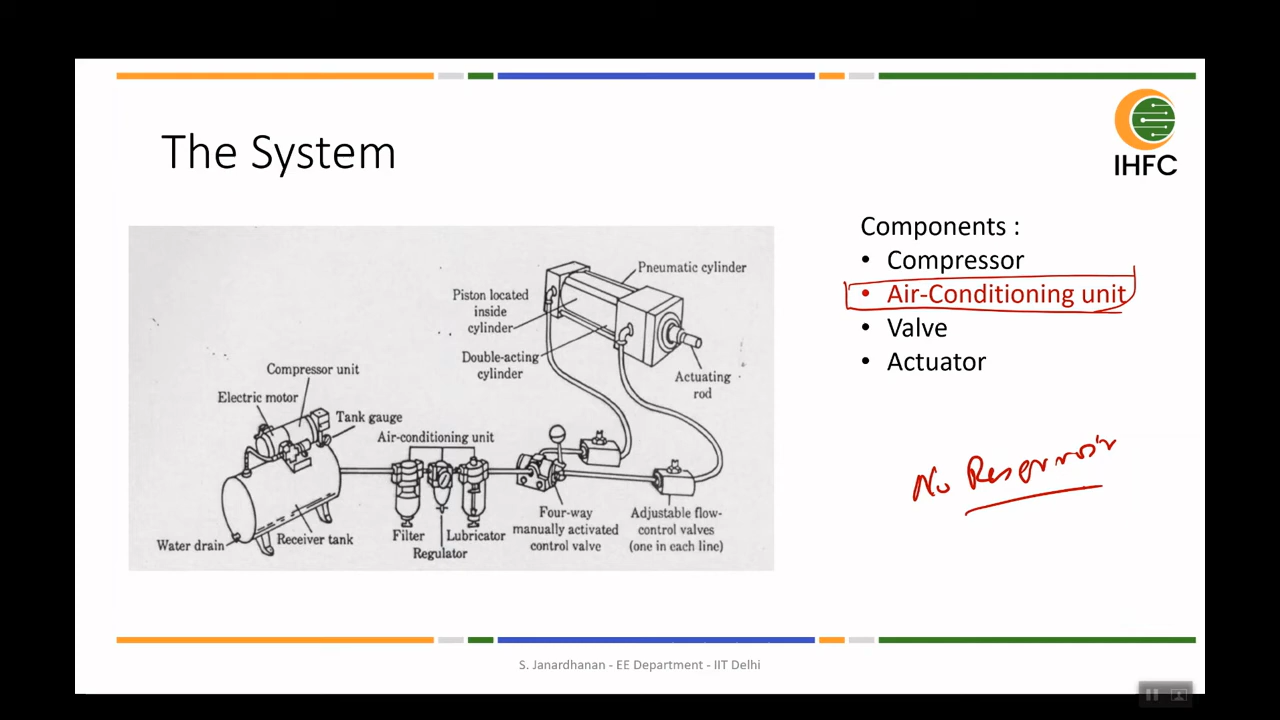 The System
IHFC
Components :
• Compressor
• Air-Conditioning unit
• Valve
• Actuator
Pneumatic cylinder
Piston located
inside
cylinder
Double-acting
cylinder
Actuating
rod
Compressor unit
Electric motor
Tank gauge
Air-conditioning unit
Water drain
Receiver tank
Filter
Regulator
Lubricator
Four-way
manually activated
control valve
Adjustable flow-
control valves
(one in each line)
No Reservoir
S. Janardhanan - EE Department - IIT Delhi